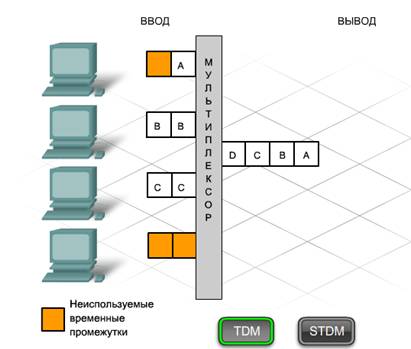 ВВОД
ВЫВОД
A
B B
C C
МУЛЬТИПЛЕКСОР
D C B A
Неиспользуемые
временные
промежутки
TDM
STDM